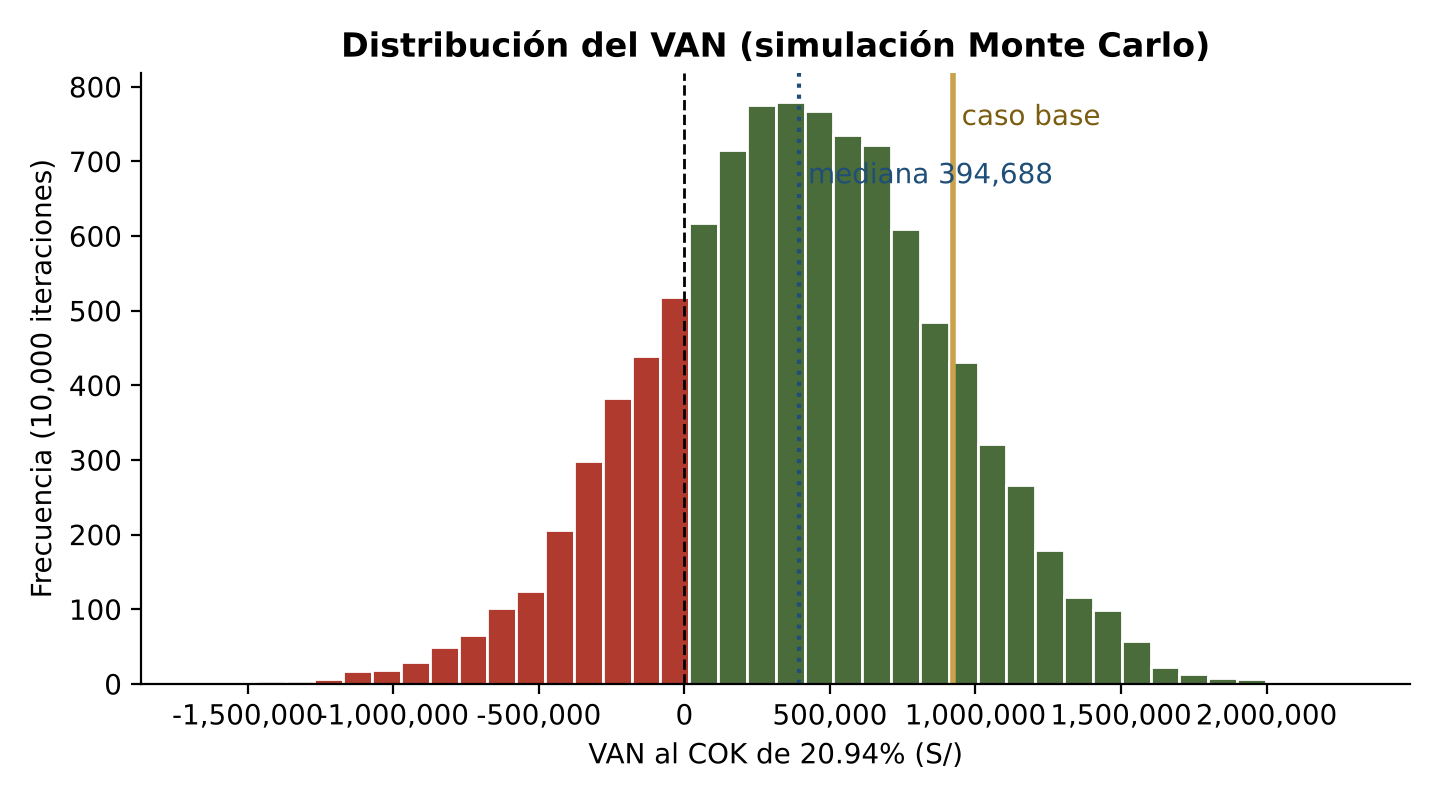 Distribución del VAN (simulación Monte Carlo)
800
700
600
500
400
300
200
100
0
Frecuencia (10,000 iteraciones)
caso base
mediana 394,688
-1,500,000 -1,000,000 -500,000 0 500,000 1,000,000 1,500,000 2,000,000
VAN al COK de 20.94% (S/)